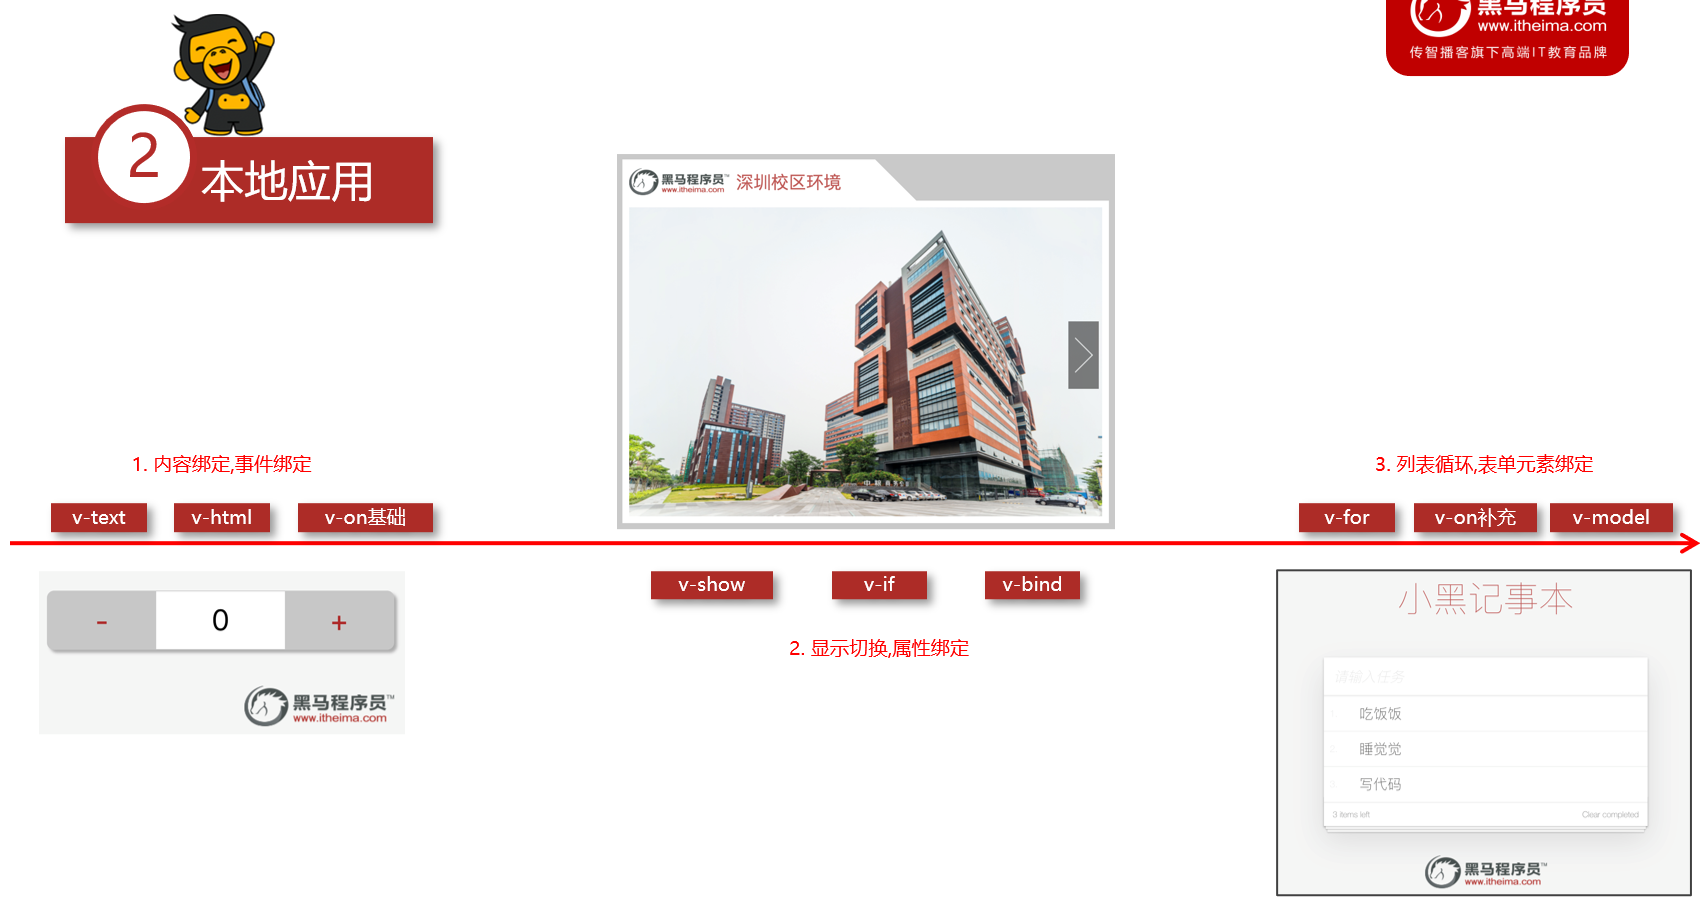 黑马程序员
www.itheima.com
传智播客旗下高端IT教育品牌
2
本地应用
黑马程序员™
www.itheima.com
深圳校区环境
1. 内容绑定,事件绑定
v-text
v-html
v-on基础
-
0
+
黑马程序员™
www.itheima.com
v-show
v-if
v-bind
2. 显示切换,属性绑定
3. 列表循环,表单元素绑定
v-for
v-on补充
v-model
小黑记事本
请输入任务
吃饭饭
睡觉觉
写代码
3 items left
Clear completed
黑马程序员™
www.itheima.com